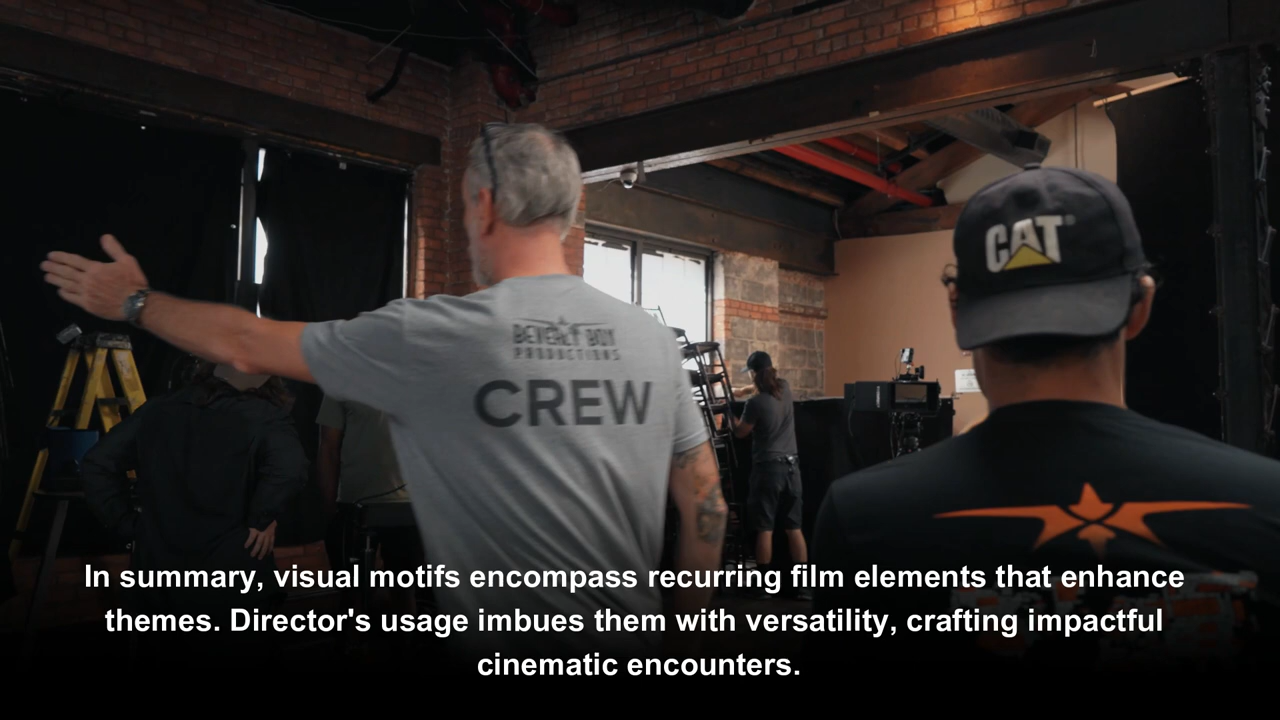 CAT
BEVERLY BOY
PRODUCTIONS
CREW
In summary, visual motifs encompass recurring film elements that enhance
themes. Director's usage imbues them with versatility, crafting impactful
cinematic encounters.